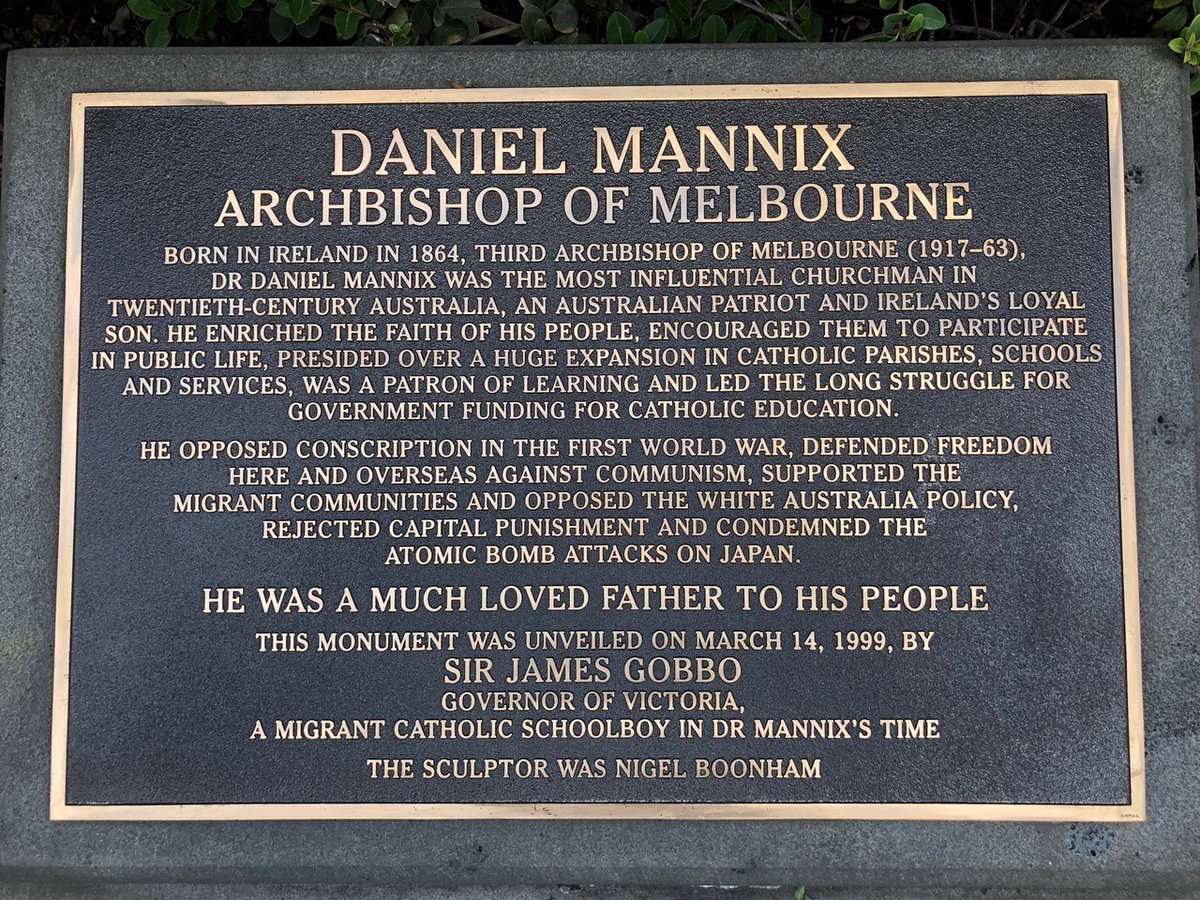 DANIEL MANNIX
ARCHBISHOP OF MELBOURNE
BORN IN IRELAND IN 1864, THIRD ARCHBISHOP OF MELBOURNE (1917–63),
DR DANIEL MANNIX WAS THE MOST INFLUENTIAL CHURCHMAN IN
TWENTIETH-CENTURY AUSTRALIA, AN AUSTRALIAN PATRIOT AND IRELAND'S LOYAL
SON. HE ENRICHED THE FAITH OF HIS PEOPLE, ENCOURAGED THEM TO PARTICIPATE
IN PUBLIC LIFE, PRESIDED OVER A HUGE EXPANSION IN CATHOLIC PARISHES, SCHOOLS
AND SERVICES, WAS A PATRON OF LEARNING AND LED THE LONG STRUGGLE FOR
GOVERNMENT FUNDING FOR CATHOLIC EDUCATION.
HE OPPOSED CONSCRIPTION IN THE FIRST WORLD WAR, DEFENDED FREEDOM
HERE AND OVERSEAS AGAINST COMMUNISM, SUPPORTED THE
MIGRANT COMMUNITIES AND OPPOSED THE WHITE AUSTRALIA POLICY,
REJECTED CAPITAL PUNISHMENT AND CONDEMNED THE
ATOMIC BOMB ATTACKS ON JAPAN.
HE WAS A MUCH LOVED FATHER TO HIS PEOPLE
THIS MONUMENT WAS UNVEILED ON MARCH 14, 1999, BY
SIR JAMES GOBBO
GOVERNOR OF VICTORIA,
A MIGRANT CATHOLIC SCHOOLBOY IN DR MANNIX'S TIME
THE SCULPTOR WAS NIGEL BOONHAM